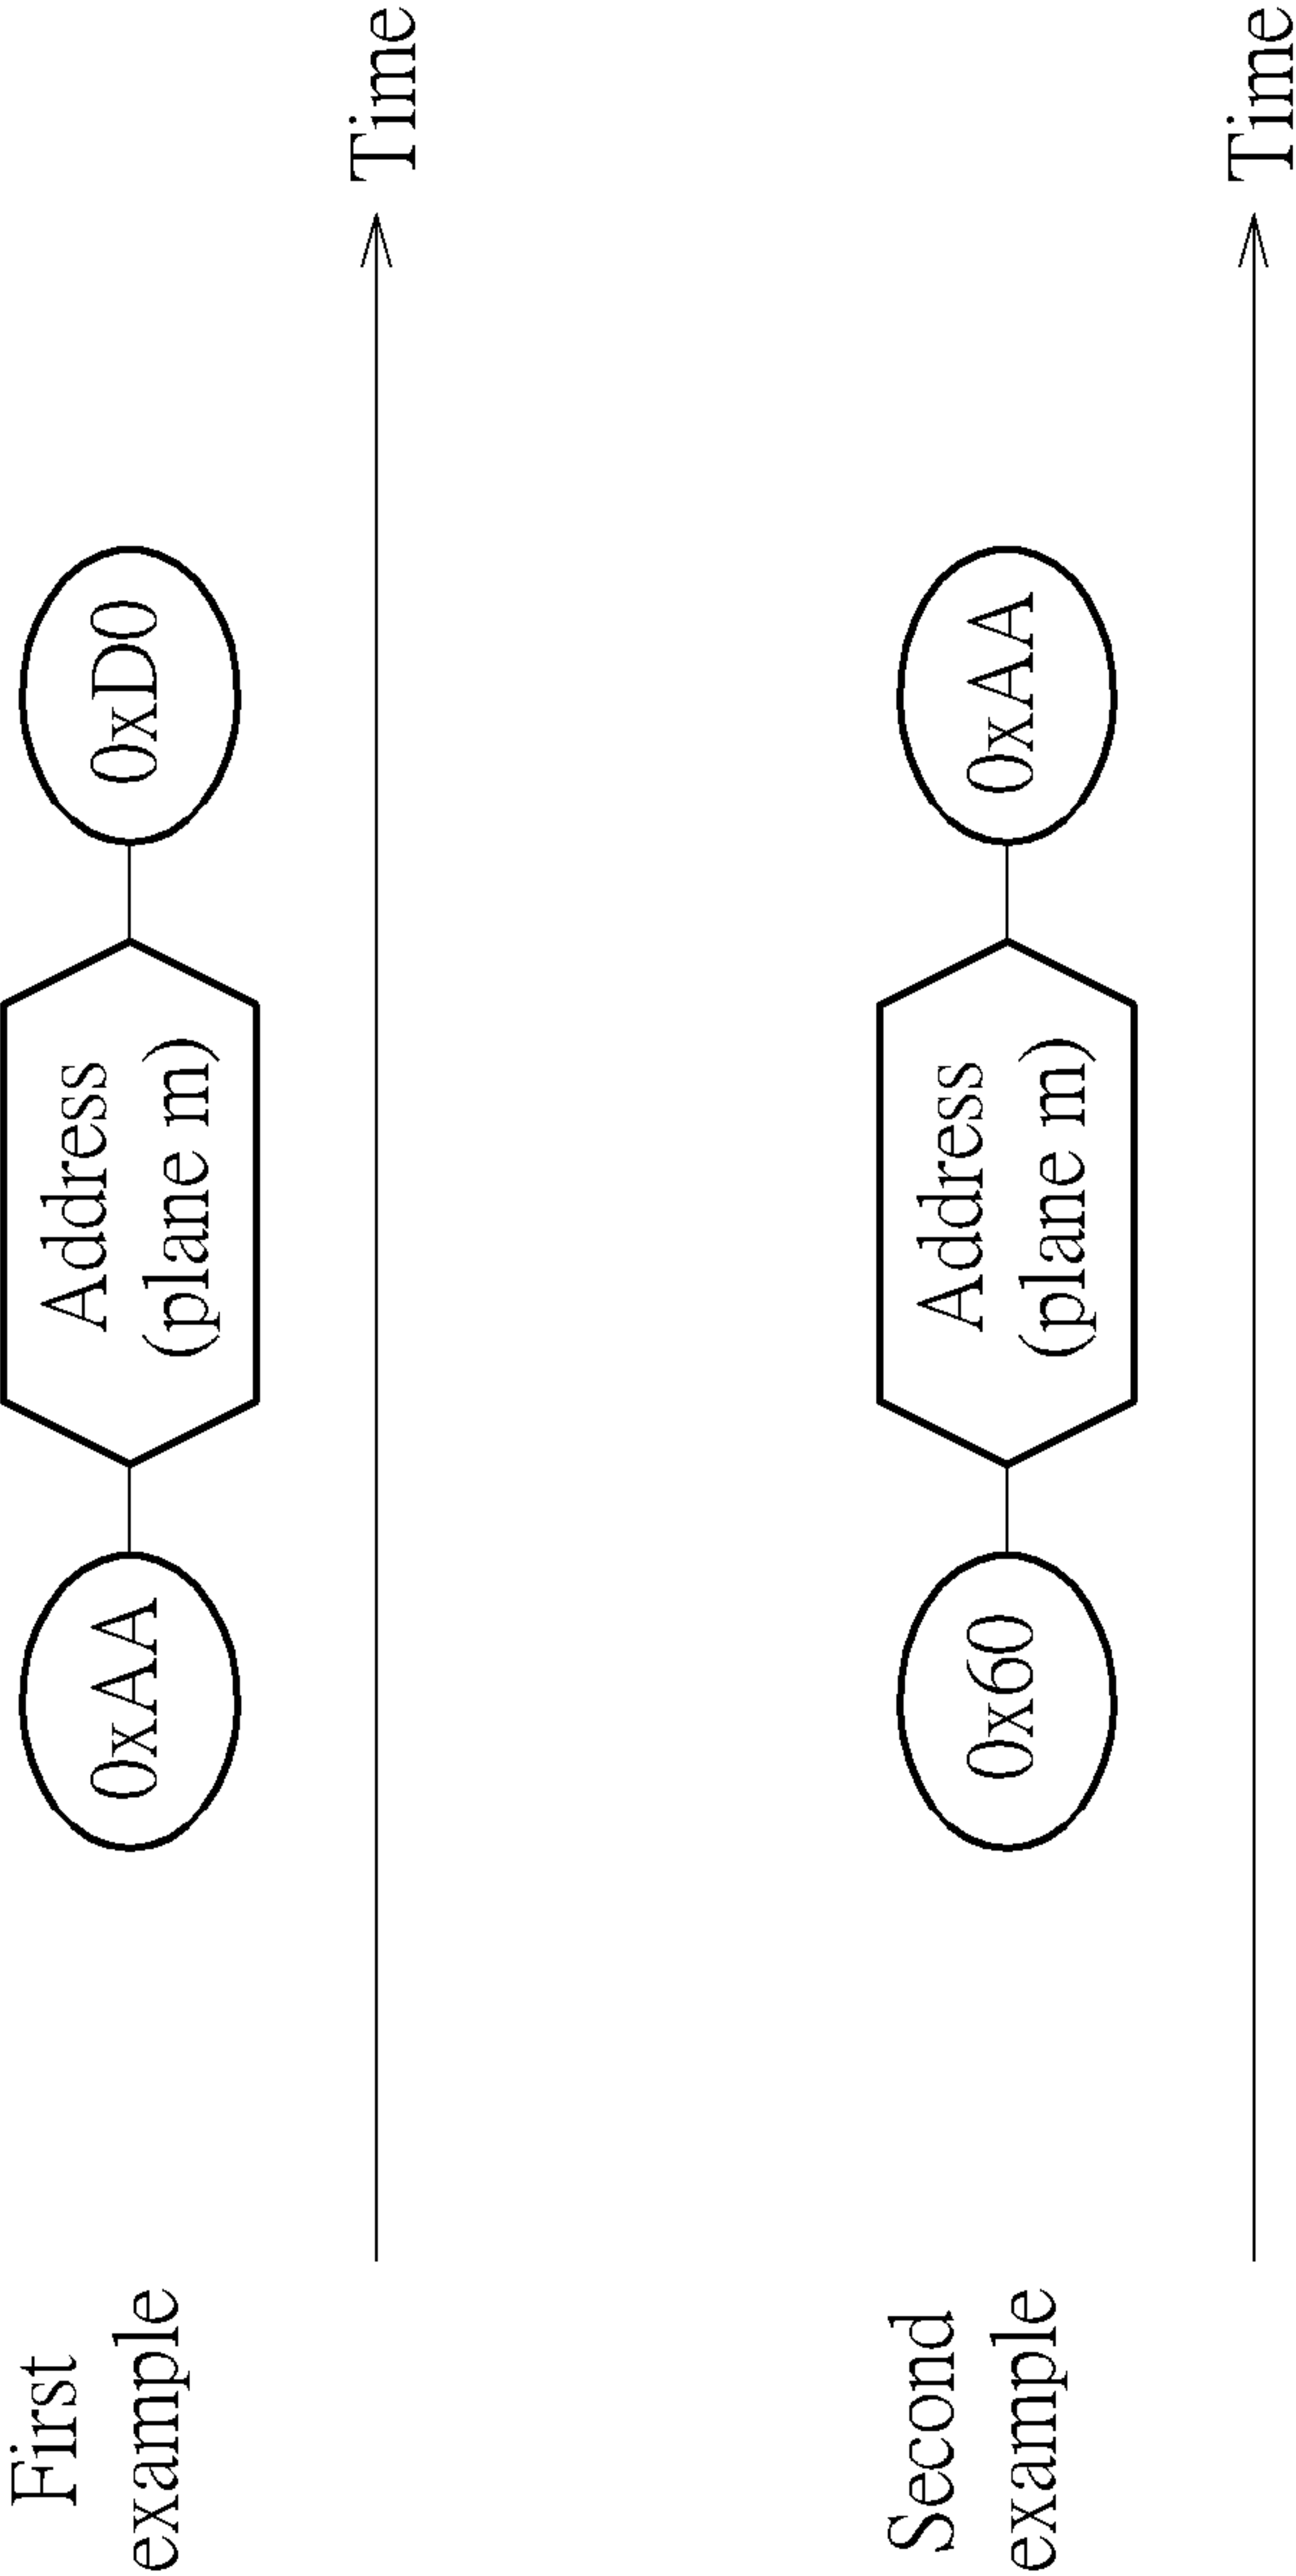 First
example
0xAA
Address
(plane m)
0xD0
Time
Second
example
0x60
Address
(plane m)
0xAA
Time